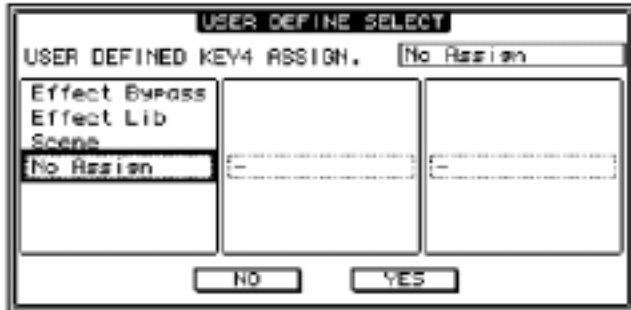 USER DEFINE SELECT
USER DEFINED KEY4 ASSIGN. No Assign
Effect Bypass
Effect Lib
Scene
No Assign - -
NO YES